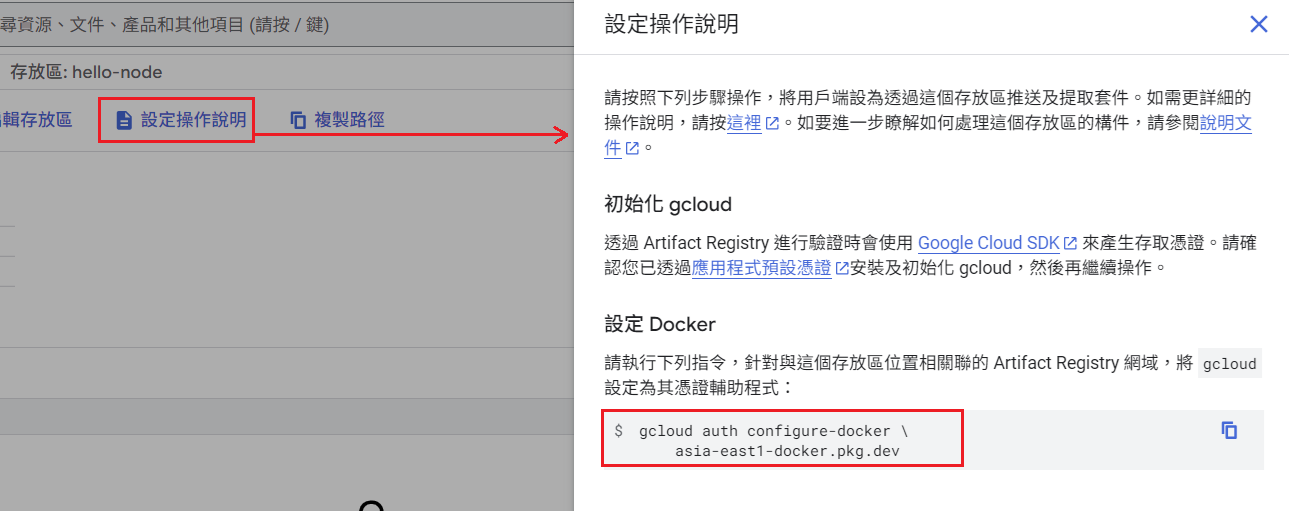 尋資源、文件、產品和其他項目 (請按 / 鍵)
存放區: hello-node
輯存放區
設定操作說明
複製路徑
設定操作說明
請按照下列步驟操作，將用戶端設為透過這個存放區推送及提取套件。如需更詳細的
操作說明，請按這裡。如要進一步瞭解如何處理這個存放區的構件，請參閱說明文
件。
初始化 gcloud
透過 Artifact Registry 進行驗證時會使用 Google Cloud SDK 來產生存取憑證。請確
認您已透過應用程式預設憑證安裝及初始化 gcloud，然後再繼續操作。
設定 Docker
請執行下列指令，針對與這個存放區位置相關聯的 Artifact Registry 網域，將 gcloud
設定為其憑證輔助程式：
$ gcloud auth configure-docker \
asia-east1-docker.pkg.dev